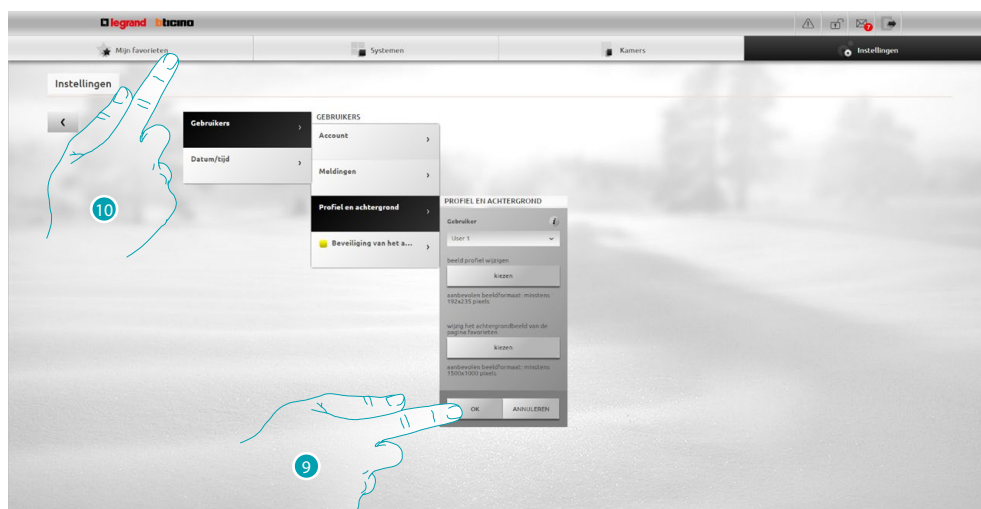 legrand bticino
7
Mijn favorieten
Systemen
Kamers
Instellingen
Instellingen
Gebruikers
Datum/tijd
GEBRUIKERS
Account
Meldingen
Profiel en achtergrond
Beveiliging van het a...
PROFIEL EN ACHTERGROND
Gebruiker
i
User 1
beeld profiel wijzigen
kiezen
aanbevolen beeldformaat: minstens
192x235 pixels
wijzig het achtergrondbeeld van de
pagina favorieten
kiezen
aanbevolen beeldformaat: minstens
1500x1000 pixels
OK
ANNULEREN
10
9